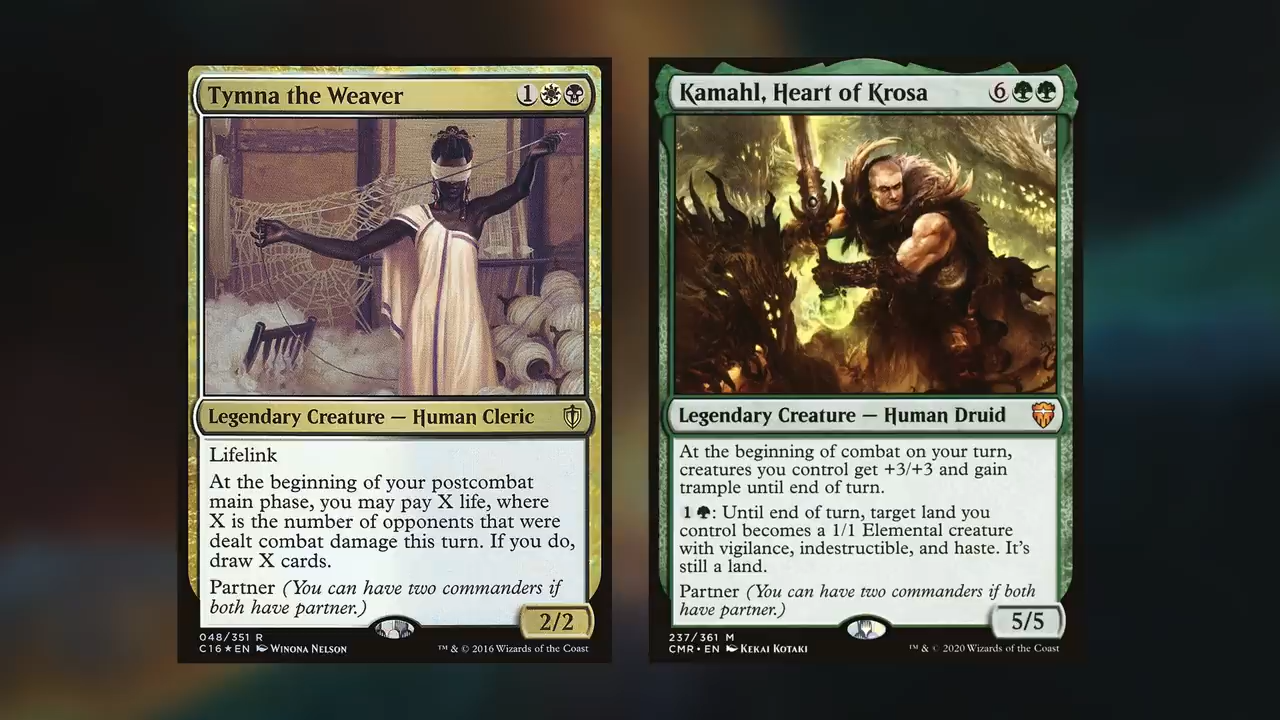 Tymna the Weaver 1
Legendary Creature — Human Cleric
Lifelink
At the beginning of your postcombat
main phase, you may pay X life, where
X is the number of opponents that were
dealt combat damage this turn. If you do,
draw X cards.
Partner (You can have two commanders if
both have partner.)
2/2
048/351 R
C16★EN Winona Nelson
™ & © 2016 Wizards of the Coast
Kamahl, Heart of Krosa 6
Legendary Creature — Human Druid
At the beginning of combat on your turn,
creatures you control get +3/+3 and gain
trample until end of turn.
1 : Until end of turn, target land you
control becomes a 1/1 Elemental creature
with vigilance, indestructible, and haste. It's
still a land.
Partner (You can have two commanders if both
have partner.)
5/5
237/361 M
CMR • EN Kekai Kotaki
™ & © 2020 Wizards of the Coast